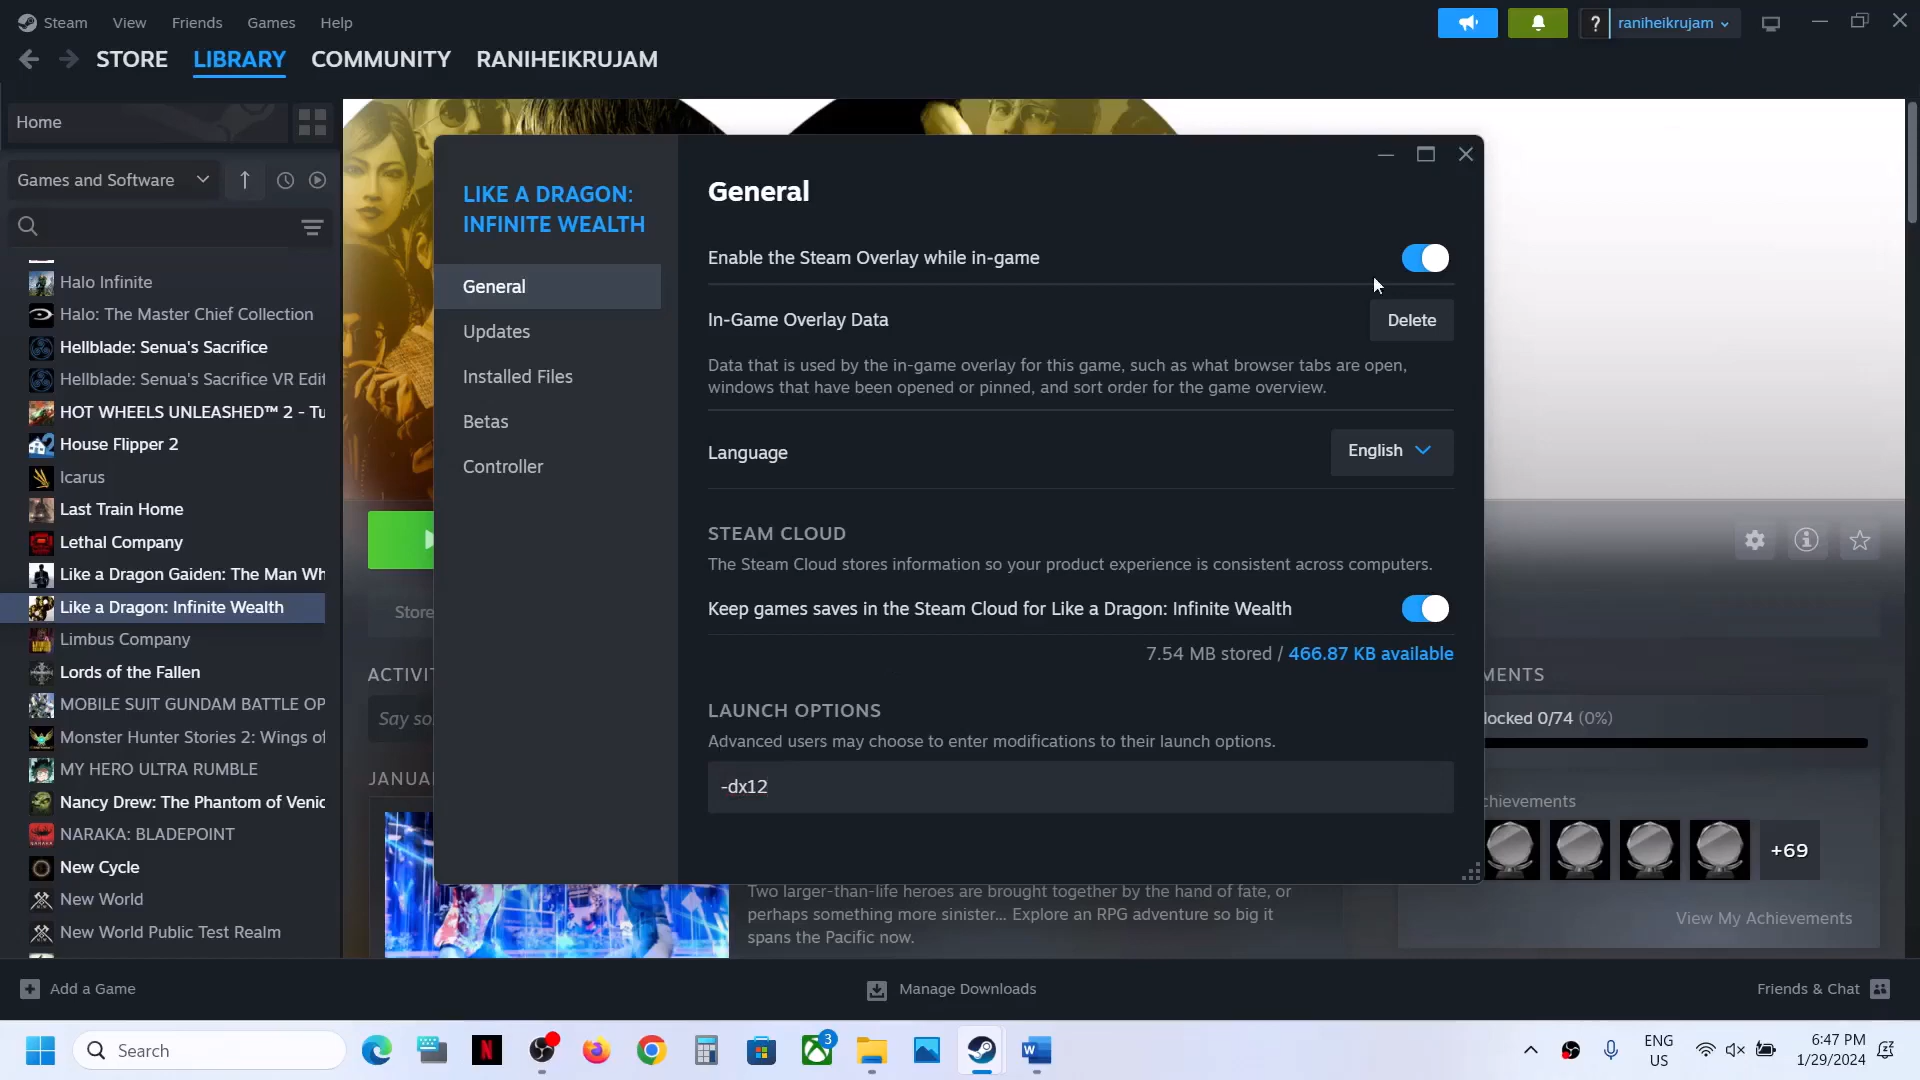 Steam View Friends Games Help
raniheikrujam
STORE LIBRARY COMMUNITY RANIHEIKRUJAM
Home
Games and Software
Halo Infinite
Halo: The Master Chief Collection
Hellblade: Senua's Sacrifice
Hellblade: Senua's Sacrifice VR Edit
HOT WHEELS UNLEASHED™ 2 - Tu
House Flipper 2
Icarus
Last Train Home
Lethal Company
Like a Dragon Gaiden: The Man Wh
Like a Dragon: Infinite Wealth
Limbus Company
Lords of the Fallen
MOBILE SUIT GUNDAM BATTLE OP
Monster Hunter Stories 2: Wings of
MY HERO ULTRA RUMBLE
Nancy Drew: The Phantom of Venic
NARAKA: BLADEPOINT
New Cycle
New World
New World Public Test Realm
LIKE A DRAGON:
INFINITE WEALTH
General
Updates
Installed Files
Betas
Controller
General
Enable the Steam Overlay while in-game
In-Game Overlay Data
Delete
Data that is used by the in-game overlay for this game, such as what browser tabs are open,
windows that have been opened or pinned, and sort order for the game overview.
Language
English
STEAM CLOUD
The Steam Cloud stores information so your product experience is consistent across computers.
Keep games saves in the Steam Cloud for Like a Dragon: Infinite Wealth
7.54 MB stored / 466.87 KB available
LAUNCH OPTIONS
Advanced users may choose to enter modifications to their launch options.
-dx12
Store
ACTIVIT
Say so
JANUA
Two larger-than-life heroes are brought together by the hand of fate, or
perhaps something more sinister... Explore an RPG adventure so big it
spans the Pacific now.
MENTS
locked 0/74 (0%)
chievements
+69
View My Achievements
Add a Game
Manage Downloads
Friends & Chat
Search
3
ENG
US
6:47 PM
1/29/2024